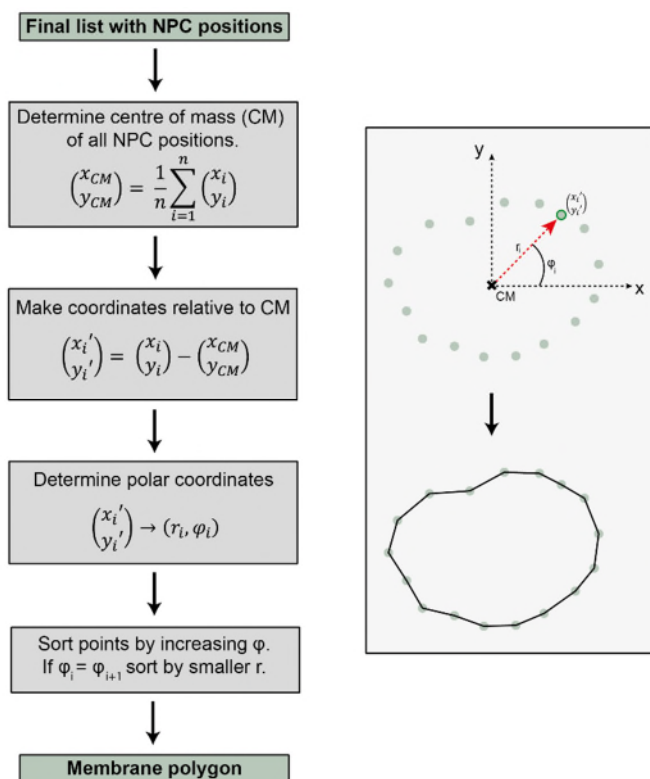 Final list with NPC positions
Determine centre of mass (CM)
of all NPC positions.
(x_CM y_CM) = 1/n ∑_{i=1}^{n} (x_i y_i)
Make coordinates relative to CM
(x_i′ y_i′) = (x_i y_i) − (x_CM y_CM)
Determine polar coordinates
(x_i′ y_i′) → (r_i, φ_i)
Sort points by increasing φ.
If φ_i = φ_{i+1} sort by smaller r.
Membrane polygon
y
(x_i′ y_i′)
r_i
φ_i
x
CM